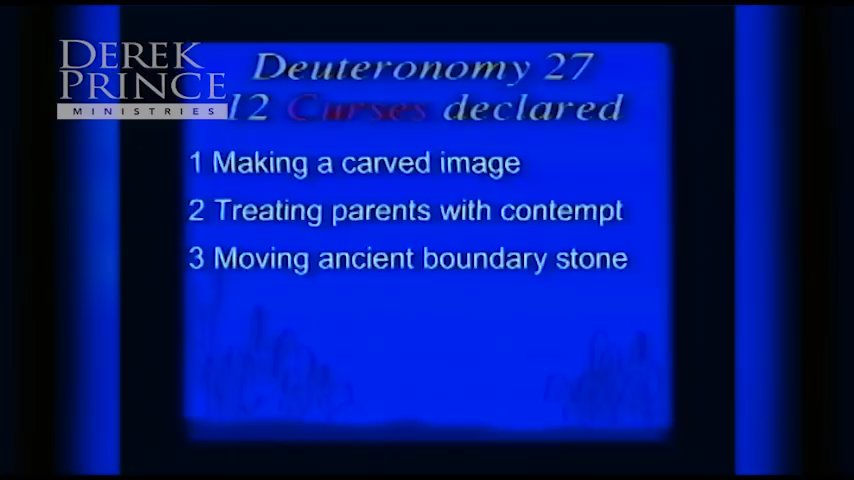 DEREK
PRINCE
MINISTRIES
Deuteronomy 27
12 Curses declared
1 Making a carved image
2 Treating parents with contempt
3 Moving ancient boundary stone